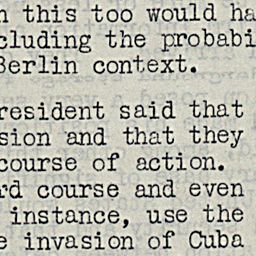 n this too would ha
cluding the probabi
Berlin context.
resident said that
sion and that they
course of action.
rd course and even
instance, use the
e invasion of Cuba